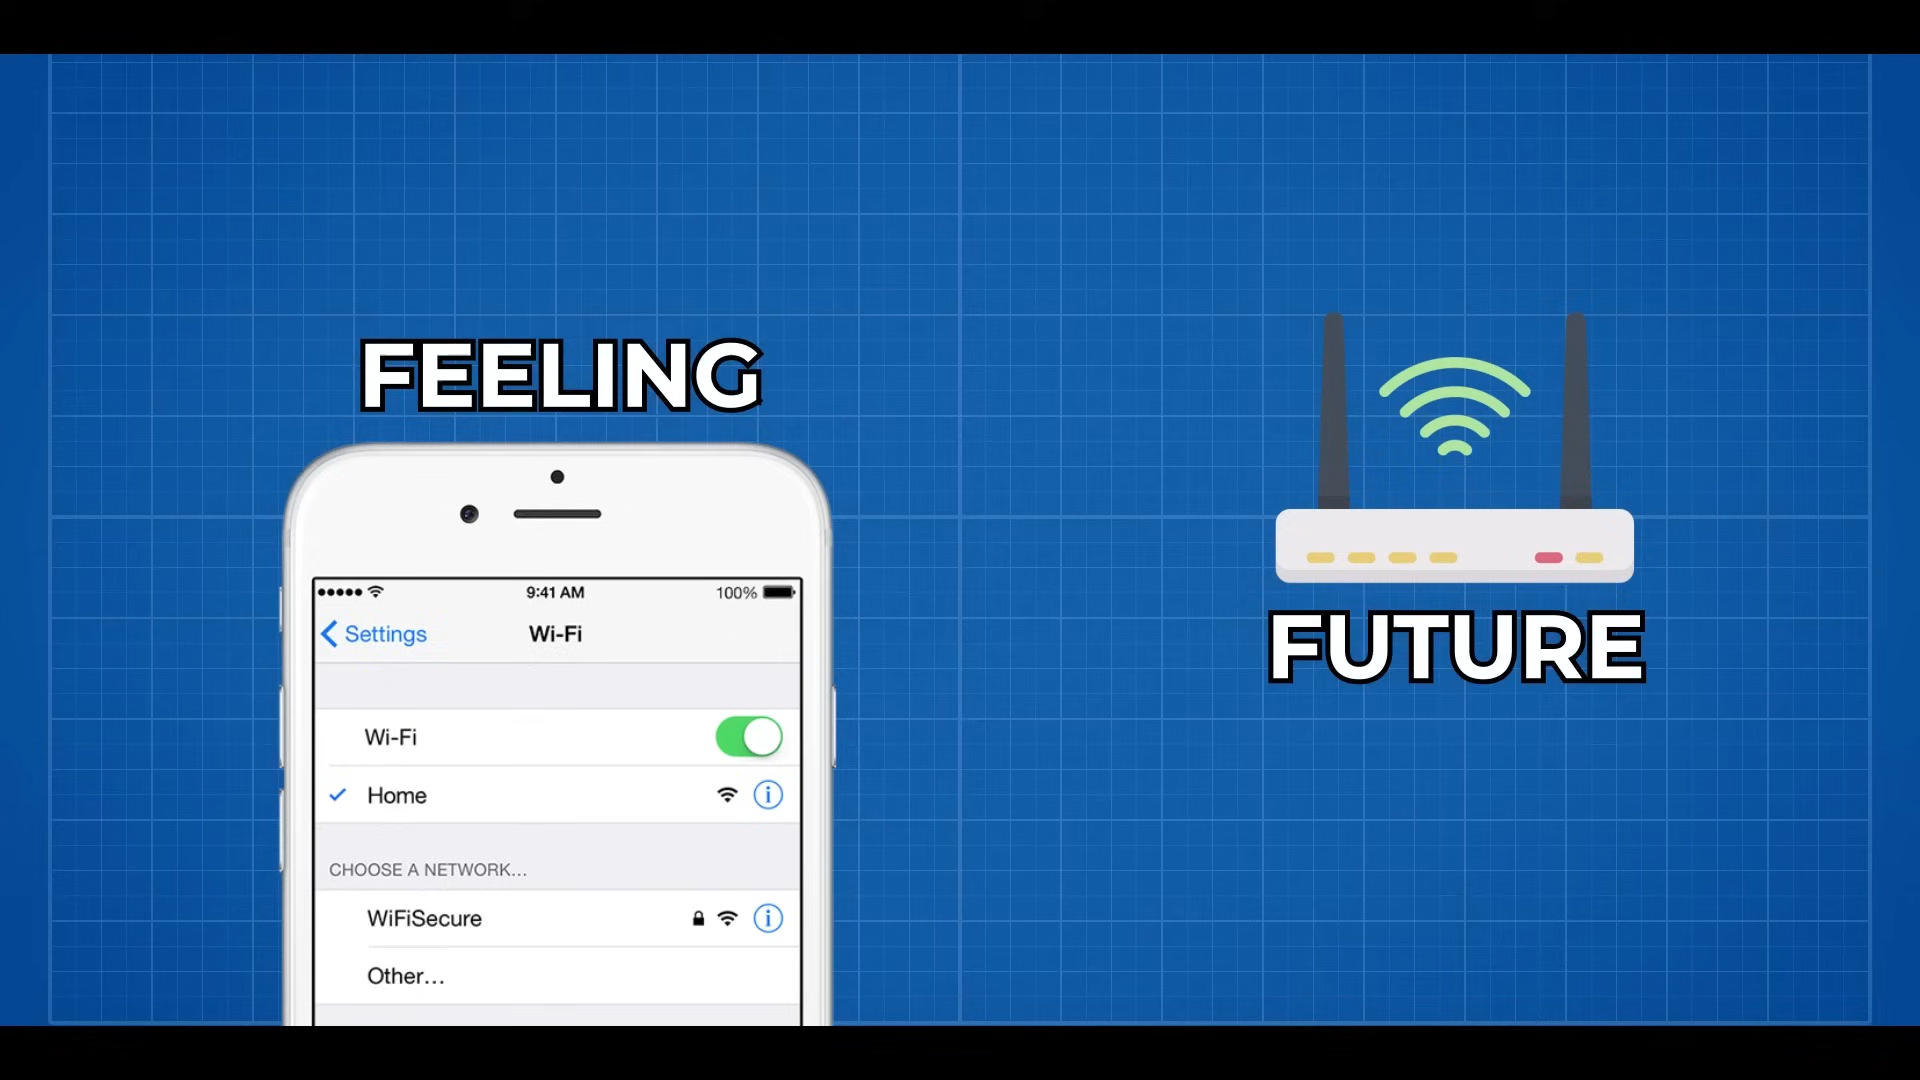 FEELING
9:41 AM
100%
Settings
Wi-Fi
Wi-Fi
Home
CHOOSE A NETWORK...
WiFiSecure
Other...
FUTURE